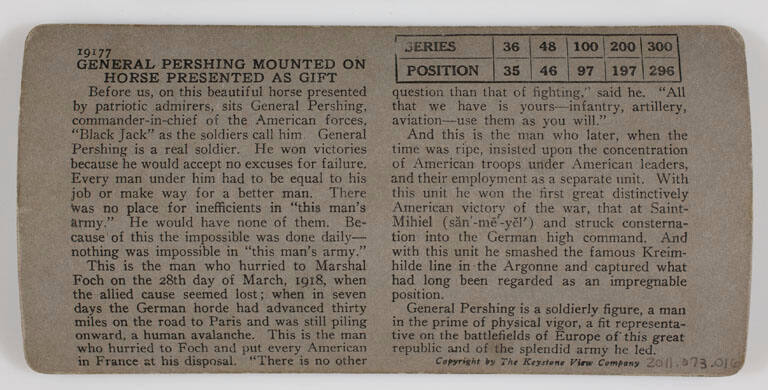 19177
GENERAL PERSHING MOUNTED ON
HORSE PRESENTED AS GIFT
Before us, on this beautiful horse presented
by patriotic admirers, sits General Pershing,
commander-in-chief of the American forces,
"Black Jack" as the soldiers call him. General
Pershing is a real soldier. He won victories
because he would accept no excuses for failure.
Every man under him had to be equal to his
job or make way for a better man. There
was no place for inefficients in "this man's
army." He would have none of them. Be-
cause of this the impossible was done daily—
nothing was impossible in "this man's army."
This is the man who hurried to Marshal
Foch on the 28th day of March, 1918, when
the allied cause seemed lost; when in seven
days the German horde had advanced thirty
miles on the road to Paris and was still piling
onward, a human avalanche. This is the man
who hurried to Foch and put every American
in France at his disposal. "There is no other
SERIES 36 48 100 200 300
POSITION 35 46 97 197 296
question than that of fighting," said he. "All
that we have is yours—infantry, artillery,
aviation—use them as you will."
And this is the man who later, when the
time was ripe, insisted upon the concentration
of American troops under American leaders,
and their employment as a separate unit. With
this unit he won the first great distinctively
American victory of the war, that at Saint-
Mihiel (săn'-mē'-yĕl') and struck consterna-
tion into the German high command. And
with this unit he smashed the famous Kreim-
hilde line in the Argonne and captured what
had long been regarded as an impregnable
position.
General Pershing is a soldierly figure, a man
in the prime of physical vigor, a fit representa-
tive on the battlefields of Europe of this great
republic and of the splendid army he led.
Copyright by The Keystone View Company
2011.073.016